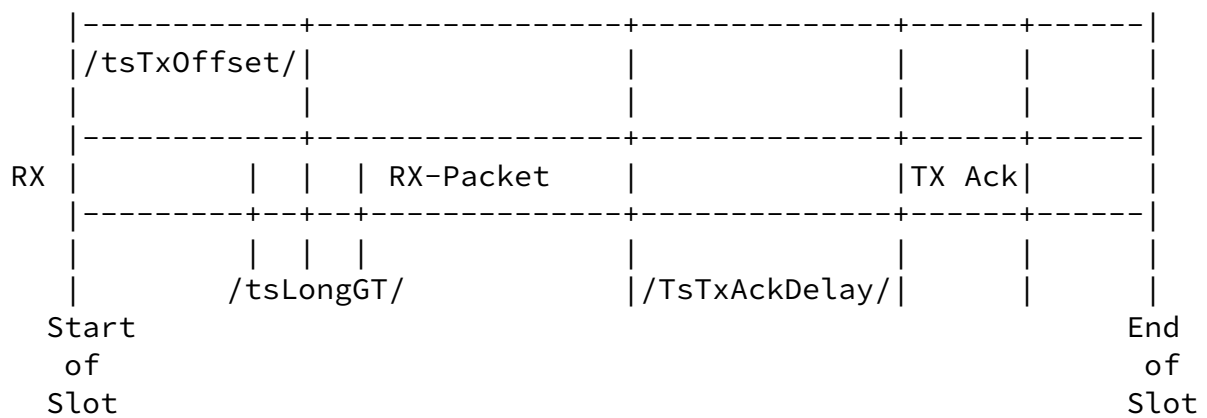 /tsTxOffset/
RX RX-Packet TX Ack
/tsLongGT/ /TsTxAckDelay/
Start End
of of
Slot Slot